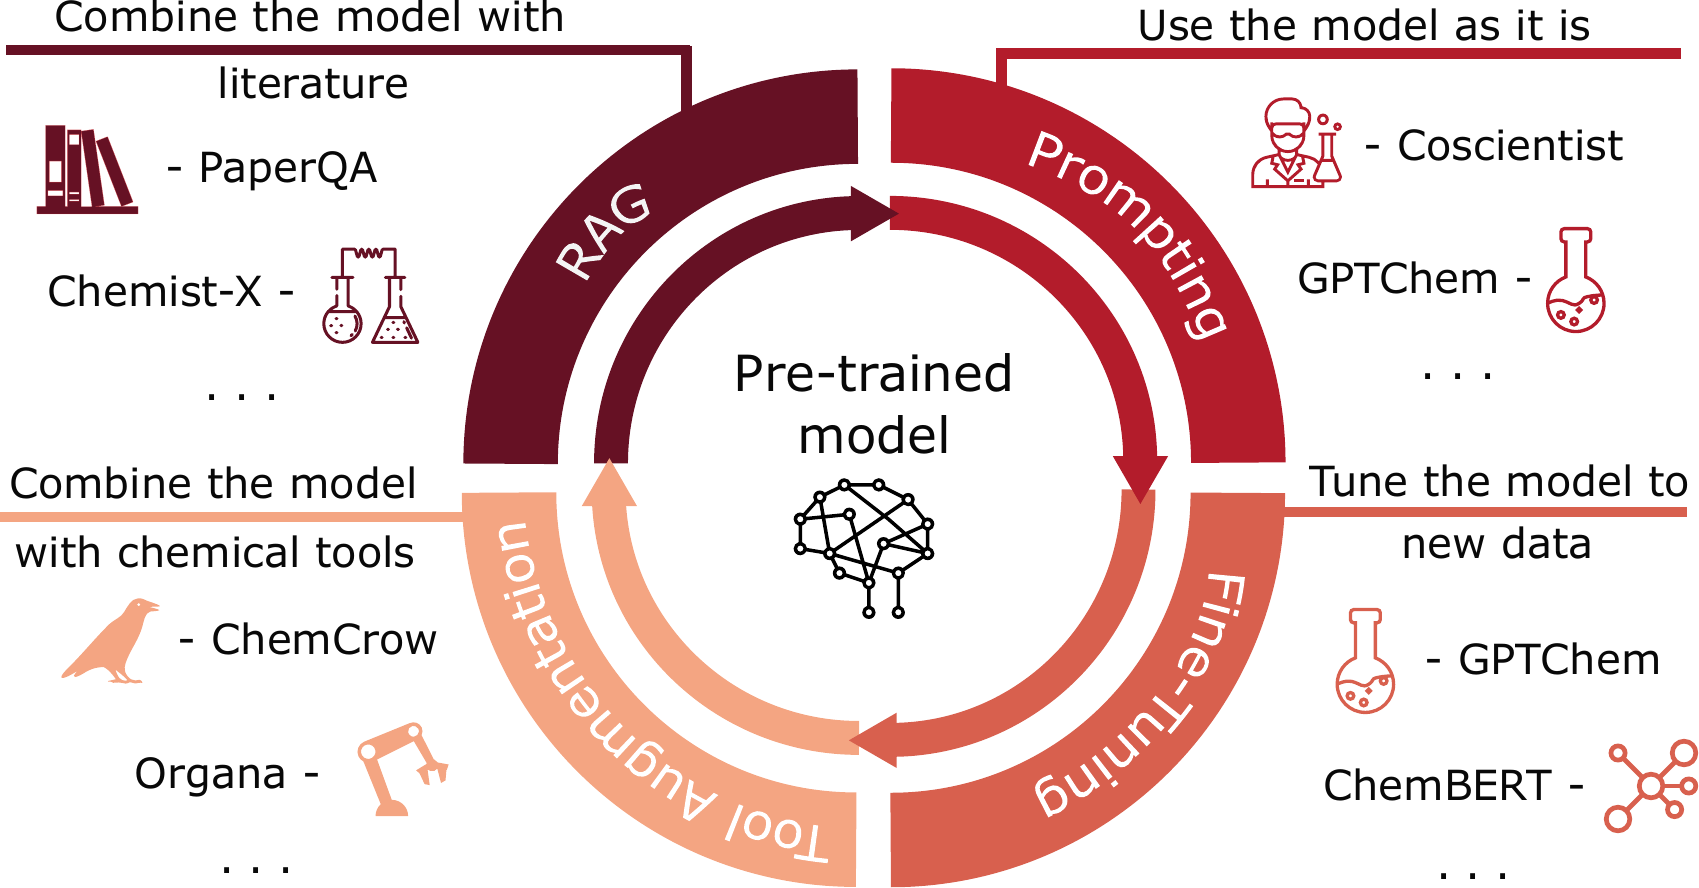 Combine the model with
literature
- PaperQA
Chemist-X -
. . .
RAG
Use the model as it is
- Coscientist
GPTChem -
. . .
Prompting
Pre-trained
model
Combine the model
with chemical tools
- ChemCrow
Organa -
. . .
Tool Augmentation
Tune the model to
new data
- GPTChem
ChemBERT -
. . .
Fine-Tuning